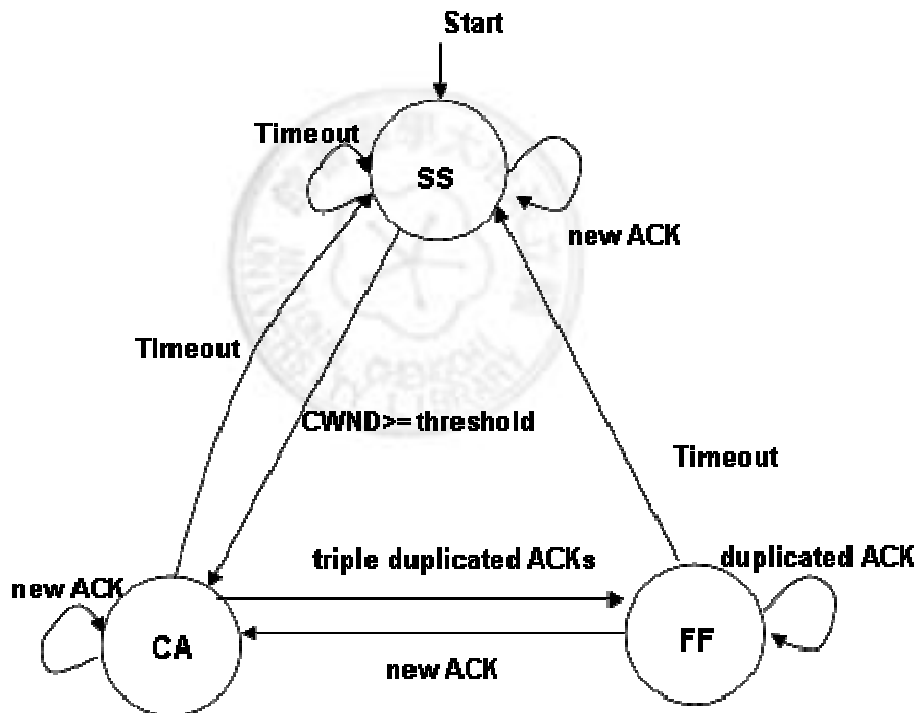 Start
Timeout
SS
new ACK
TImeout
CWND>= threshold
Timeout
triple duplicated ACKs
duplicated ACK
new ACK
CA
FF
new ACK